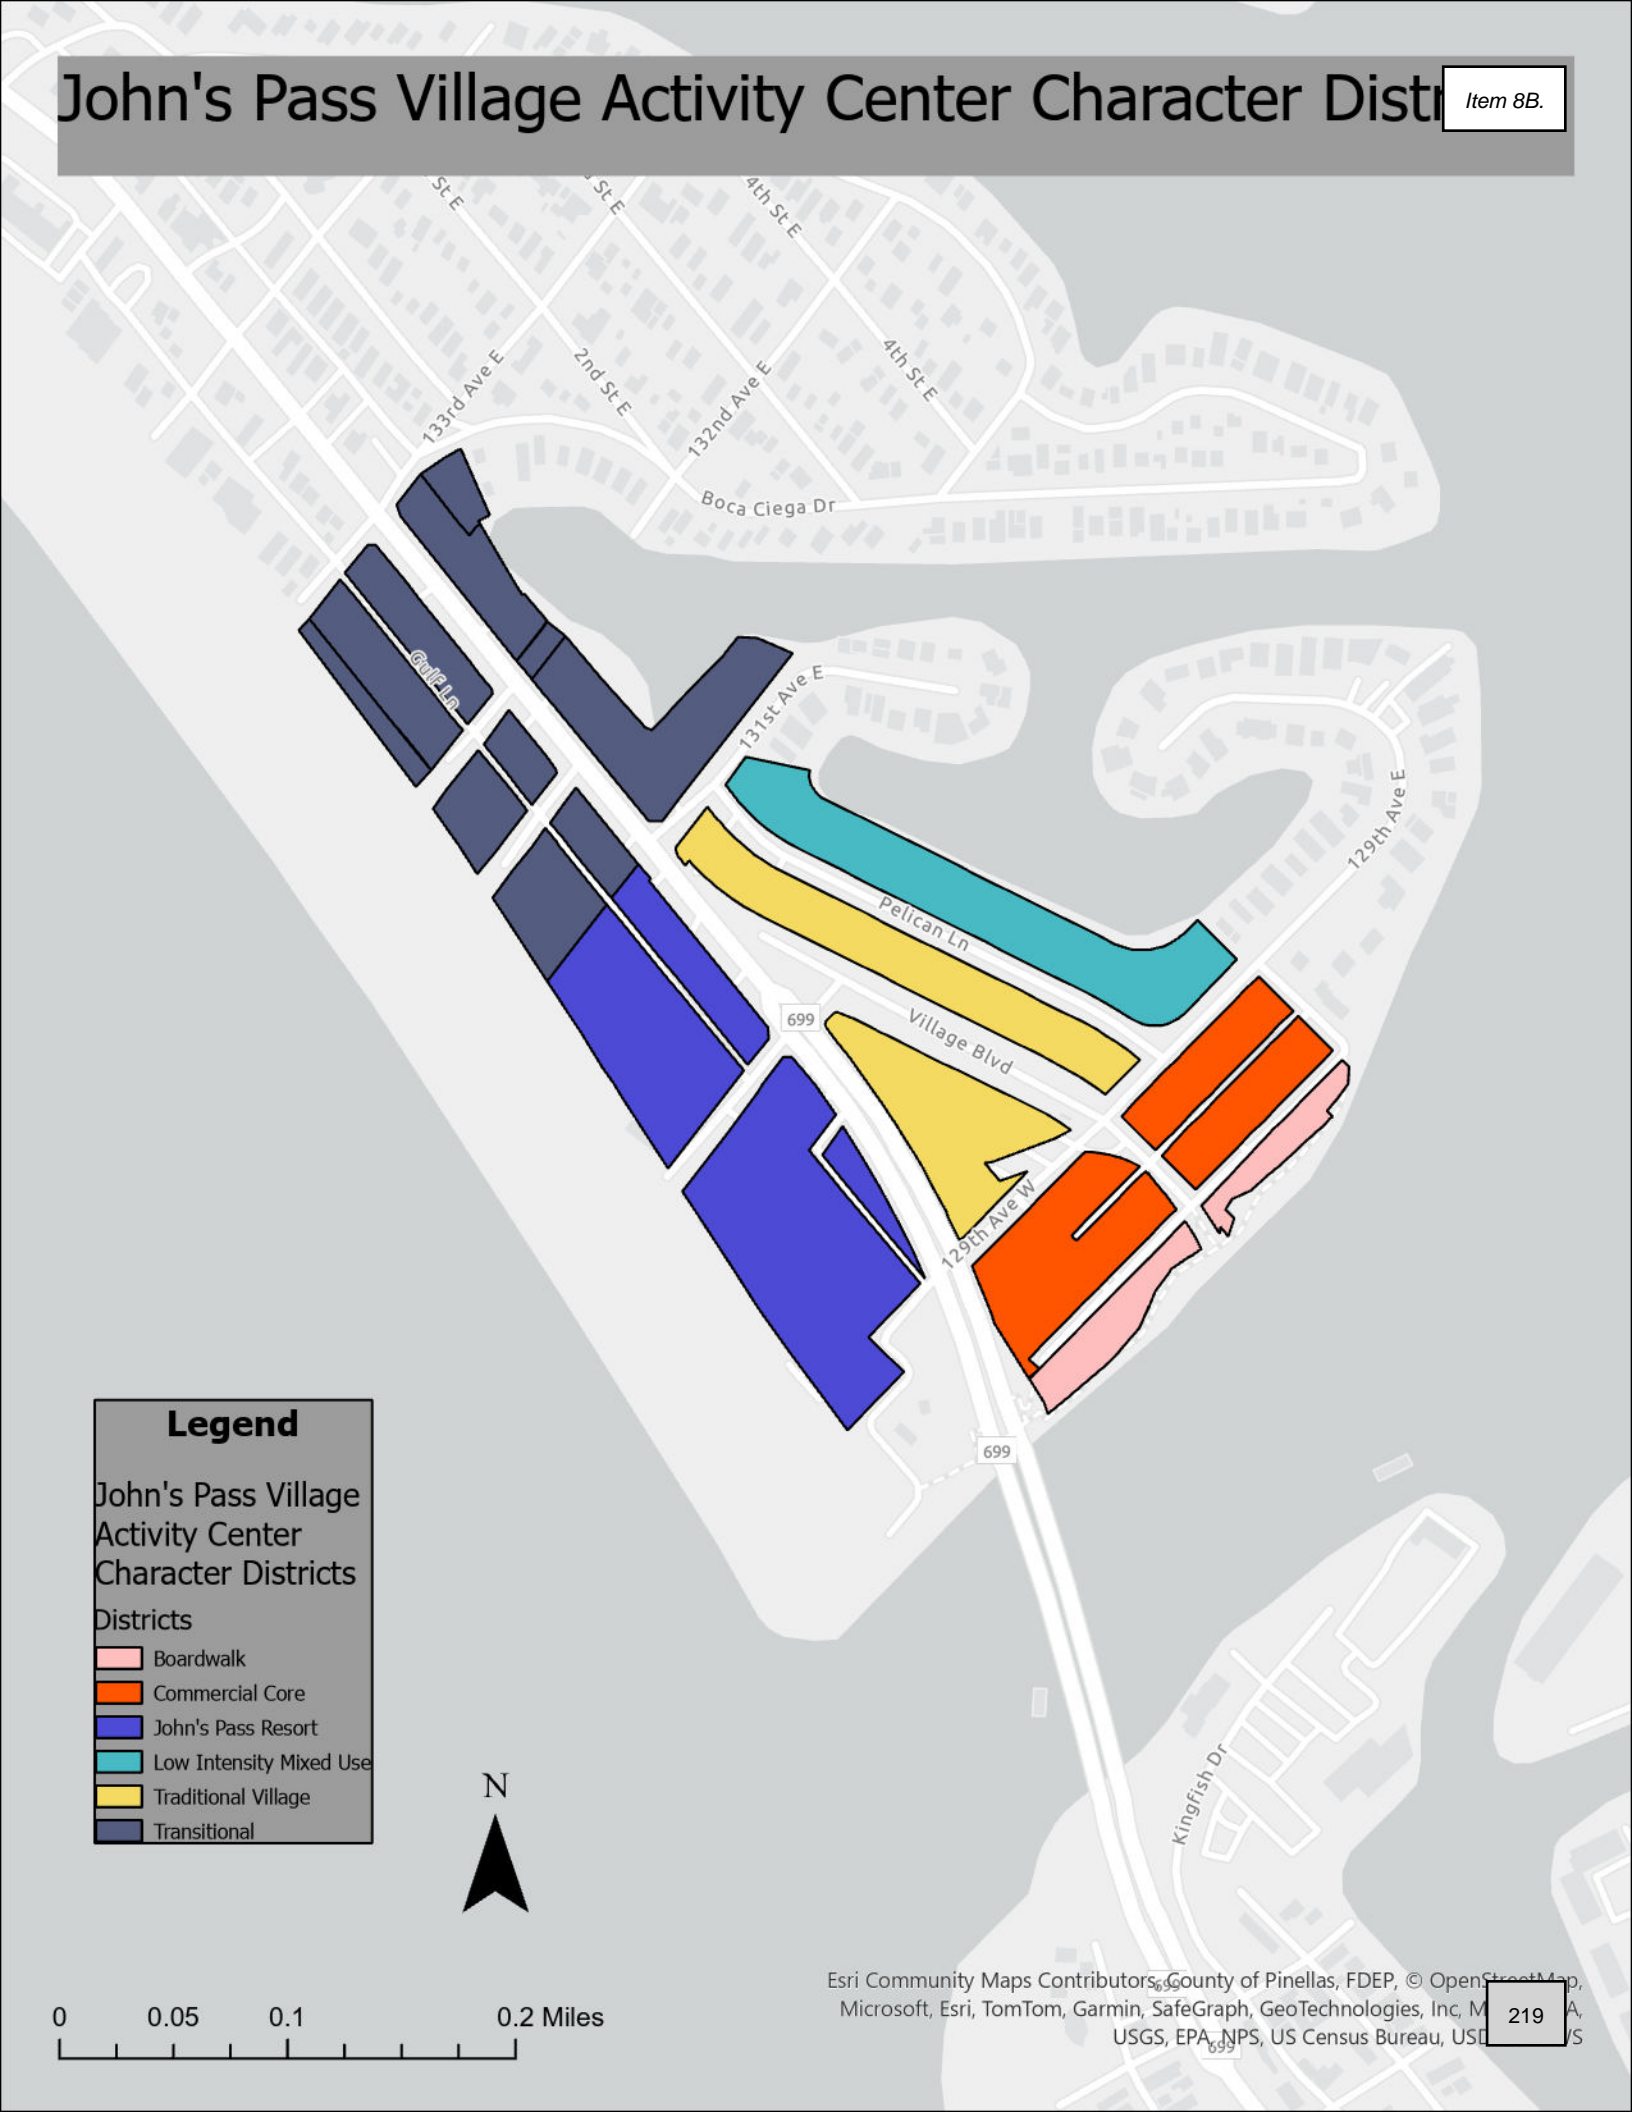 John's Pass Village Activity Center Character Distr
Item 8B.
St E
St E
4th St E
133rd Ave E
2nd St E
132nd Ave E
4th St E
Boca Ciega Dr
Gulf Ln
131st Ave E
129th Ave E
Pelican Ln
699
Village Blvd
129th Ave W
699
Legend
John's Pass Village
Activity Center
Character Districts
Districts
Boardwalk
Commercial Core
John's Pass Resort
Low Intensity Mixed Use
Traditional Village
Transitional
N
Kingfish Dr
0 0.05 0.1 0.2 Miles
Esri Community Maps Contributors, County of Pinellas, FDEP, © OpenStreetMap,
699
Microsoft, Esri, TomTom, Garmin, SafeGraph, GeoTechnologies, Inc, M A,
219
USGS, EPA, NPS, US Census Bureau, USD S
699